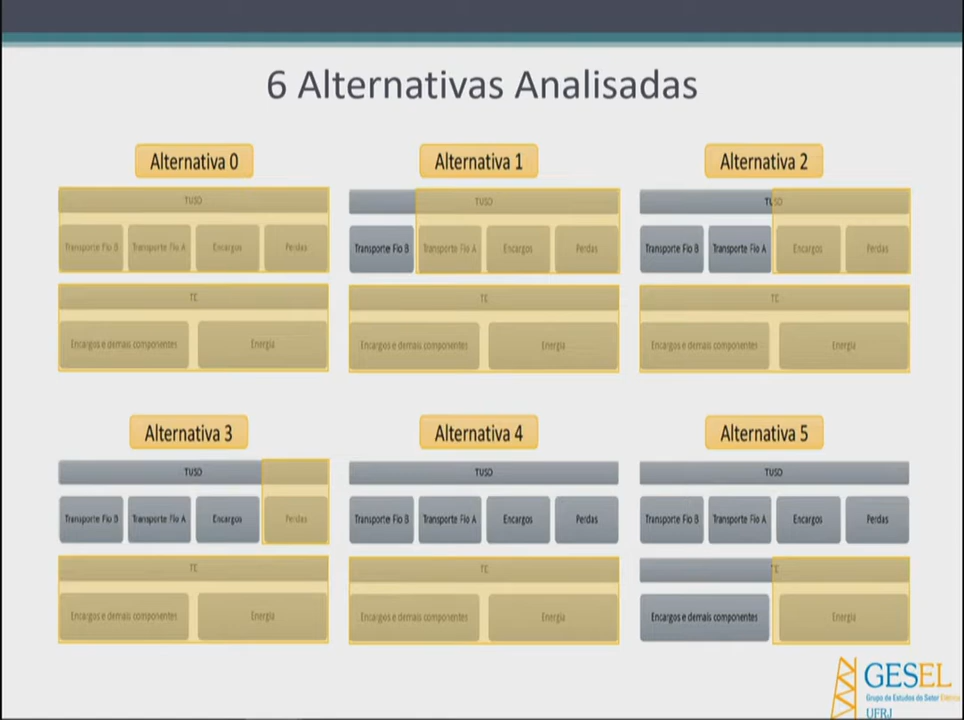 6 Alternativas Analisadas
Alternativa 0
TUSD
Transporte Fio B
Transporte Fio A
Encargos
Perdas
TE
Encargos e demais componentes
Energia
Alternativa 1
TUSD
Transporte Fio B
Transporte Fio A
Encargos
Perdas
TE
Encargos e demais componentes
Energia
Alternativa 2
TUSD
Transporte Fio B
Transporte Fio A
Encargos
Perdas
TE
Encargos e demais componentes
Energia
Alternativa 3
TUSD
Transporte Fio B
Transporte Fio A
Encargos
Perdas
TE
Encargos e demais componentes
Energia
Alternativa 4
TUSD
Transporte Fio B
Transporte Fio A
Encargos
Perdas
TE
Encargos e demais componentes
Energia
Alternativa 5
TUSD
Transporte Fio B
Transporte Fio A
Encargos
Perdas
TE
Encargos e demais componentes
Energia
GESEL
Grupo de Estudos do Setor Elétrico
UFRJ